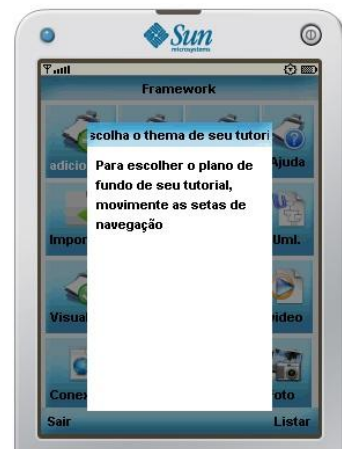 Sun
microsystems
Framework
scolha o thema de seu tutori
adicio
Ajuda
Para escolher o plano de
fundo de seu tutorial,
movimente as setas de
navegação
Impor
Uml.
Visua
video
Conex
oto
Sair
Listar